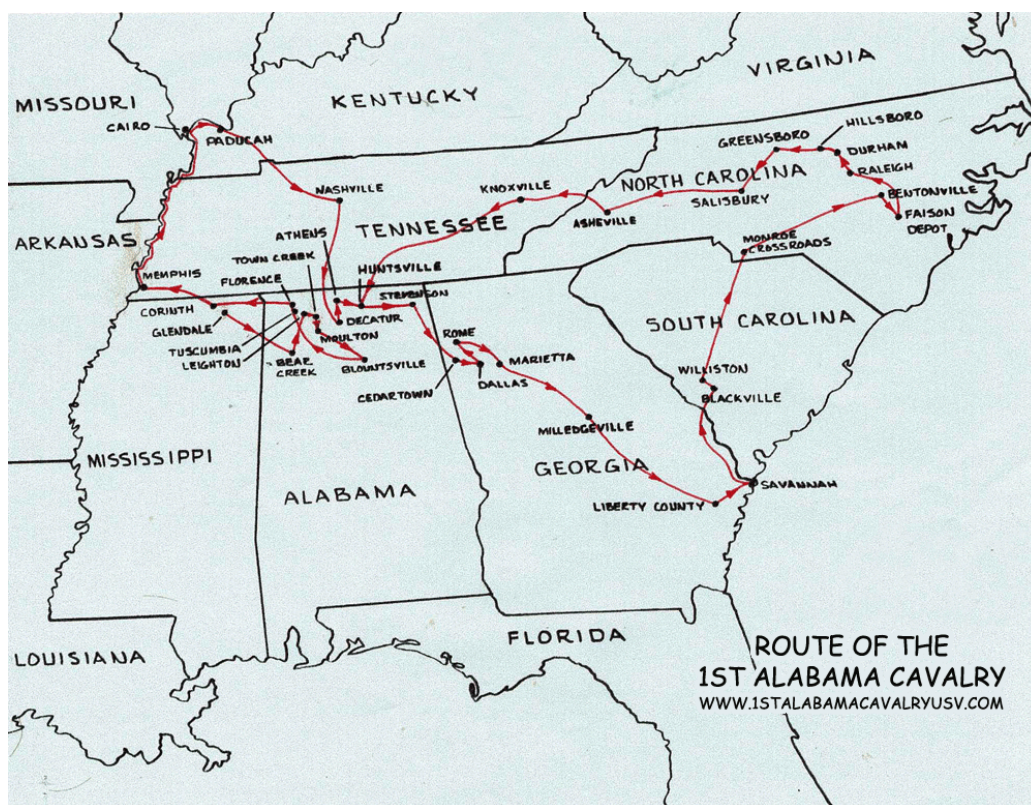 VIRGINIA
MISSOURI
KENTUCKY
CAIRO
PADUCAH
HILLSBORO
GREENSBORO
DURHAM
RALEIGH
NASHVILLE
KNOXVILLE
NORTH CAROLINA
SALISBURY
BENTONVILLE
FAISON
DEPOT
ARKANSAS
TENNESSEE
ASHEVILLE
ATHENS
MONROE
CROSSROADS
TOWN CREEK
HUNTSVILLE
MEMPHIS
FLORENCE
STEVENSON
CORINTH
GLENDALE
DECATUR
SOUTH CAROLINA
MOULTON
ROME
TUSCUMBIA
LEIGHTON
BEAR
CREEK
BLOUNTSVILLE
MARIETTA
DALLAS
CEDARTOWN
WILLISTON
BLACKVILLE
MILLEDGEVILLE
MISSISSIPPI
GEORGIA
ALABAMA
SAVANNAH
LIBERTY COUNTY
FLORIDA
LOUISIANA
ROUTE OF THE
1ST ALABAMA CAVALRY
WWW.1STALABAMACAVALRYUSV.COM